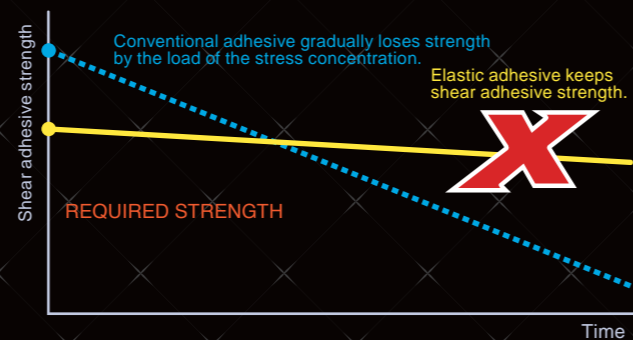 Conventional adhesive gradually loses strength
by the load of the stress concentration.
Elastic adhesive keeps
shear adhesive strength.
X
Shear adhesive strength
REQUIRED STRENGTH
Time